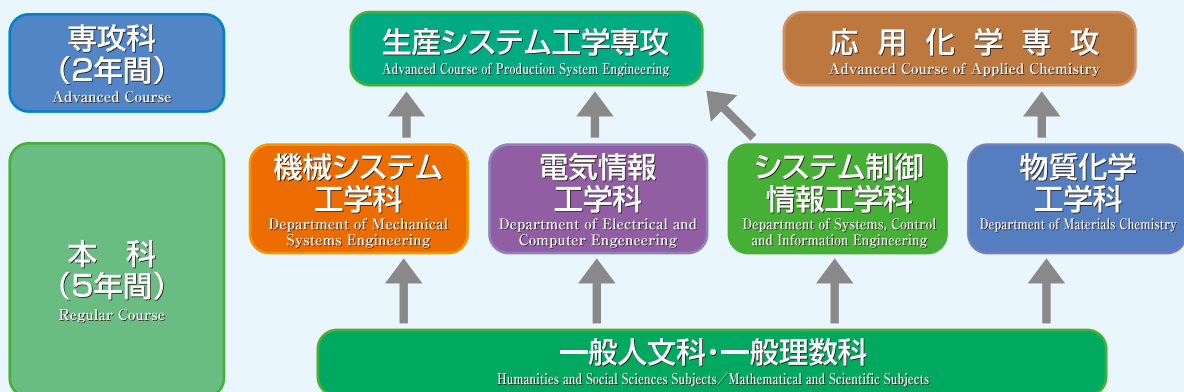 専攻科
(2年間)
Advanced Course
生産システム工学専攻
Advanced Course of Production System Engineering
応用化学専攻
Advanced Course of Applied Chemistry
本科
(5年間)
Regular Course
機械システム
工学科
Department of Mechanical
Systems Engineering
電気情報
工学科
Department of Electrical and
Computer Engeneering
システム制御
情報工学科
Department of Systems, Control
and Information Engineering
物質化学
工学科
Department of Materials Chemistry
一般人文科・一般理数科
Humanities and Social Sciences Subjects／Mathematical and Scientific Subjects